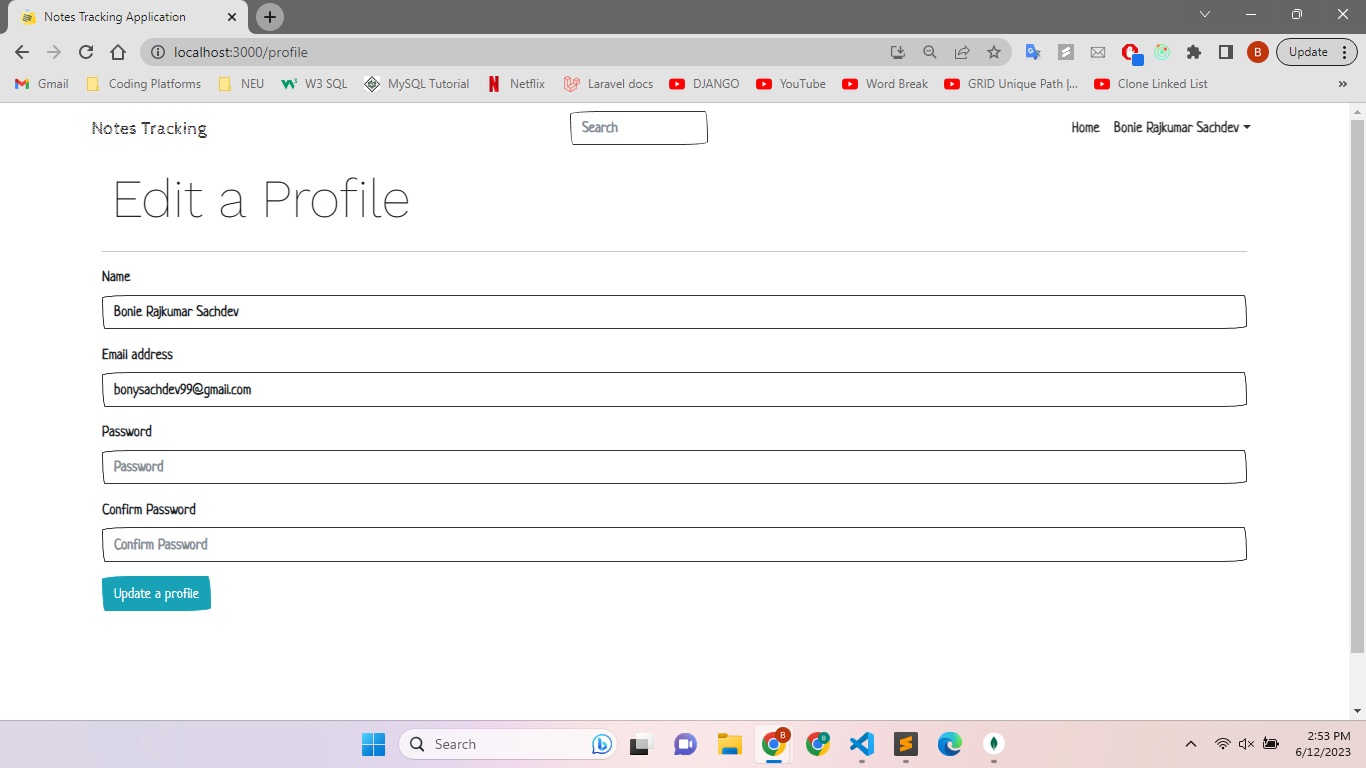 Notes Tracking Application
localhost:3000/profile
B
Update
Gmail
Coding Platforms
NEU
W3 SQL
MySQL Tutorial
Netflix
Laravel docs
DJANGO
YouTube
Word Break
GRID Unique Path |...
Clone Linked List
»
Notes Tracking
Search
Home
Bonie Rajkumar Sachdev
Edit a Profile
Name
Bonie Rajkumar Sachdev
Email address
bonysachdev99@gmail.com
Password
Password
Confirm Password
Confirm Password
Update a profile
Search
B
B
2:53 PM
6/12/2023